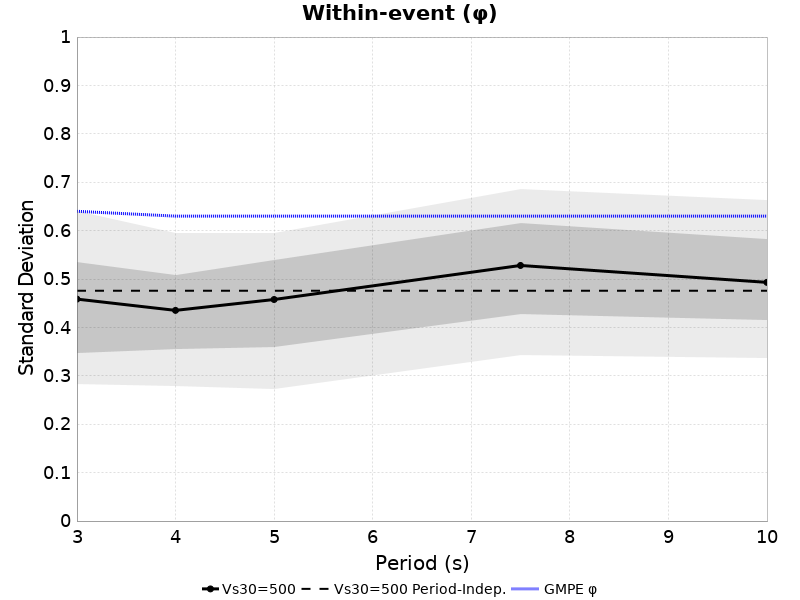 Within-event (φ)
Standard Deviation
1
0.9
0.8
0.7
0.6
0.5
0.4
0.3
0.2
0.1
0
3 4 5 6 7 8 9 10
Period (s)
Vs30=500 Vs30=500 Period-Indep. GMPE φ